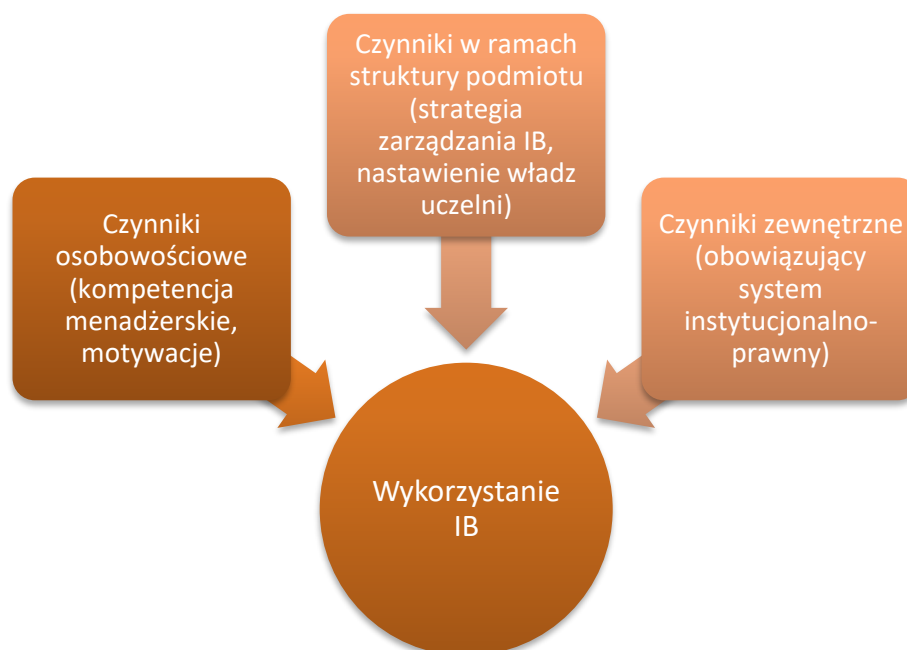 Czynniki w ramach
struktury podmiotu
(strategia
zarządzania IB,
nastawienie władz
uczelni)
Czynniki
osobowościowe
(kompetencja
menadżerskie,
motywacje)
Czynniki zewnętrzne
(obowiązujący
system
instytucjonalno-
prawny)
Wykorzystanie
IB